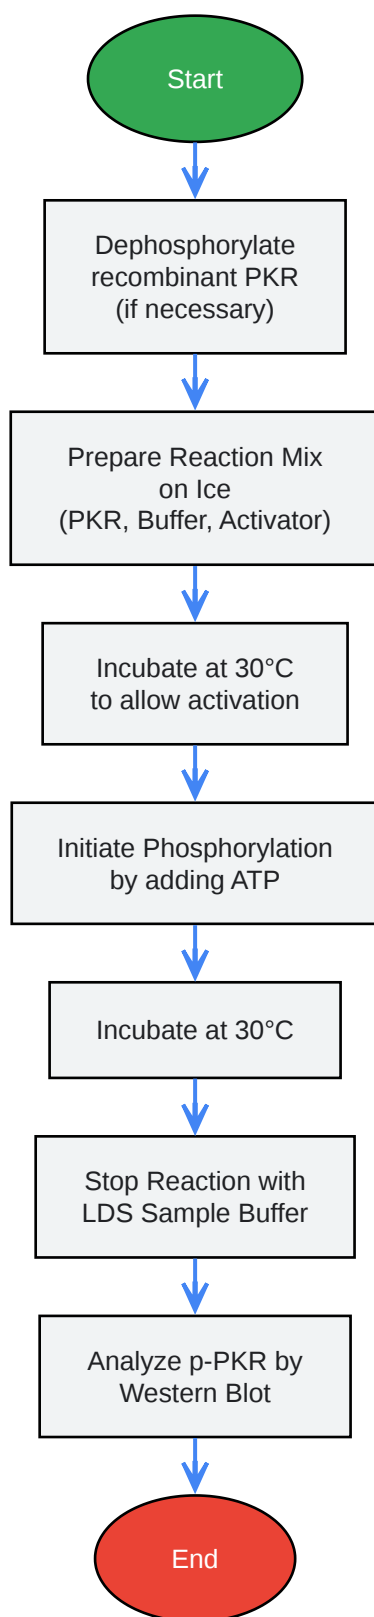 Start
Dephosphorylate
recombinant PKR
(if necessary)
Prepare Reaction Mix
on Ice
(PKR, Buffer, Activator)
Incubate at 30°C
to allow activation
Initiate Phosphorylation
by adding ATP
Incubate at 30°C
Stop Reaction with
LDS Sample Buffer
Analyze p-PKR by
Western Blot
End